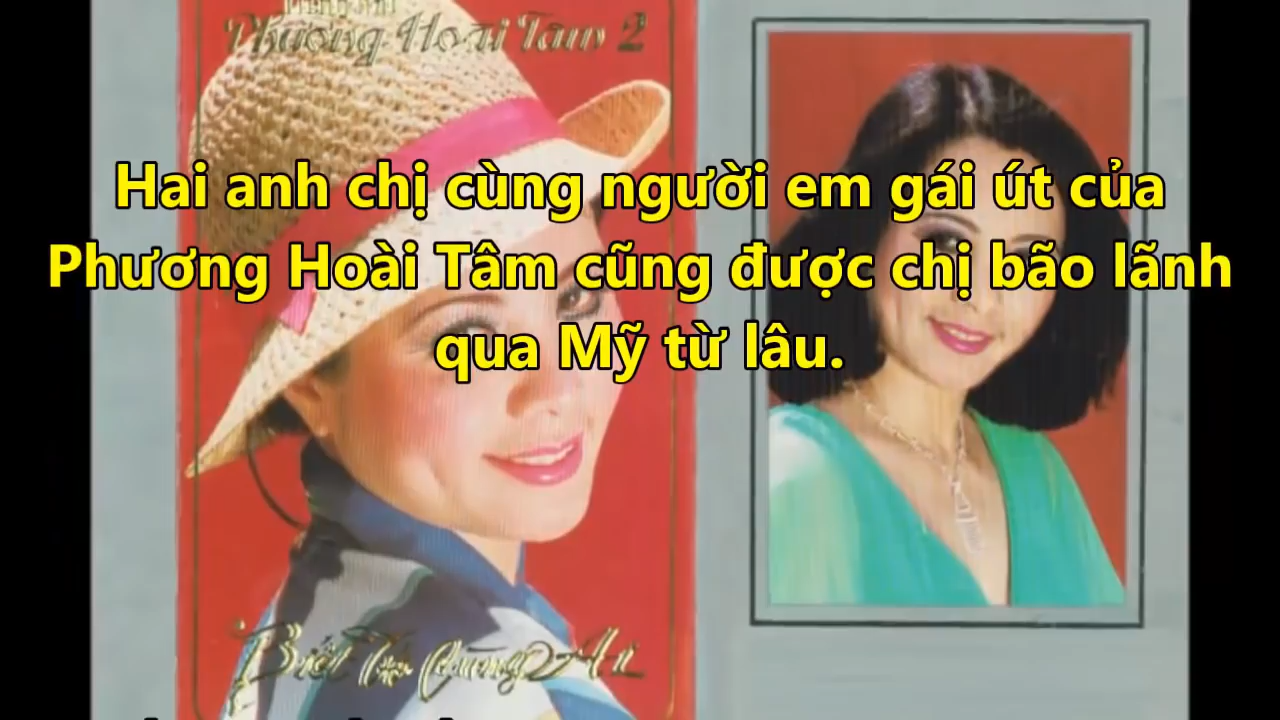 Phương Hoài Tâm 2
Hai anh chị cùng người em gái út của
Phương Hoài Tâm cũng được chị bão lãnh
qua Mỹ từ lâu.
Biết